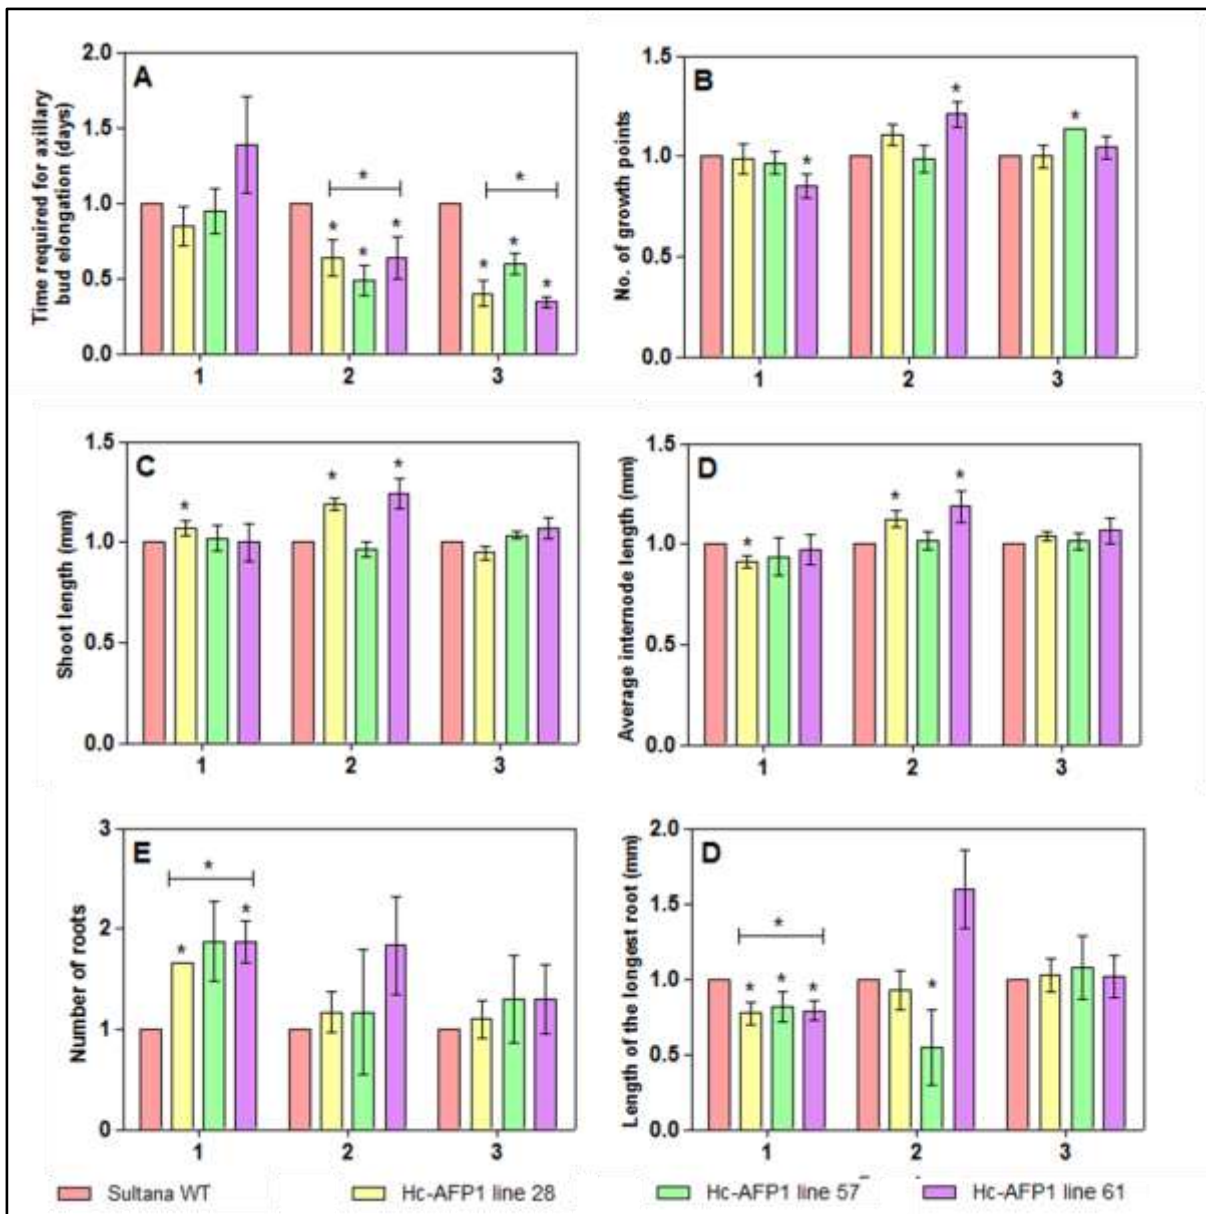 A
Time required for axillary
bud elongation (days)
2.0
1.5
1.0
0.5
0.0
* * * * * * * *
1 2 3
B
No. of growth points
1.5
1.0
0.5
0.0
* * *
1 2 3
C
Shoot length (mm)
1.5
1.0
0.5
0.0
* * *
1 2 3
D
Average internode length (mm)
1.5
1.0
0.5
0.0
* * *
1 2 3
E
Number of roots
3
2
1
0
* * *
1 2 3
D
Length of the longest root (mm)
2.0
1.5
1.0
0.5
0.0
* * * * *
1 2 3
Sultana WT
Hc-AFP1 line 28
Hc-AFP1 line 57
Hc-AFP1 line 61